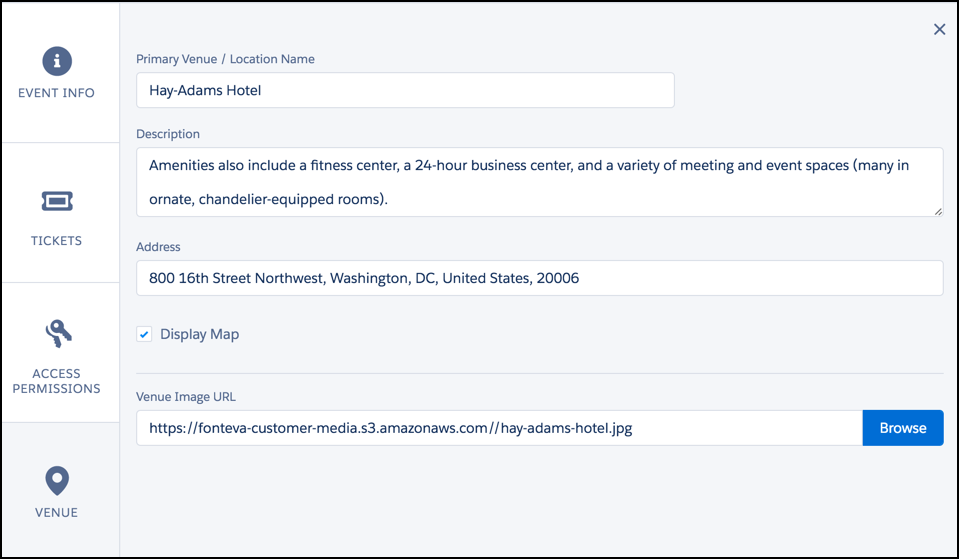 EVENT INFO
TICKETS
ACCESS
PERMISSIONS
VENUE
Primary Venue / Location Name
Hay-Adams Hotel
Description
Amenities also include a fitness center, a 24-hour business center, and a variety of meeting and event spaces (many in
ornate, chandelier-equipped rooms).
Address
800 16th Street Northwest, Washington, DC, United States, 20006
Display Map
Venue Image URL
https://fonteva-customer-media.s3.amazonaws.com//hay-adams-hotel.jpg
Browse